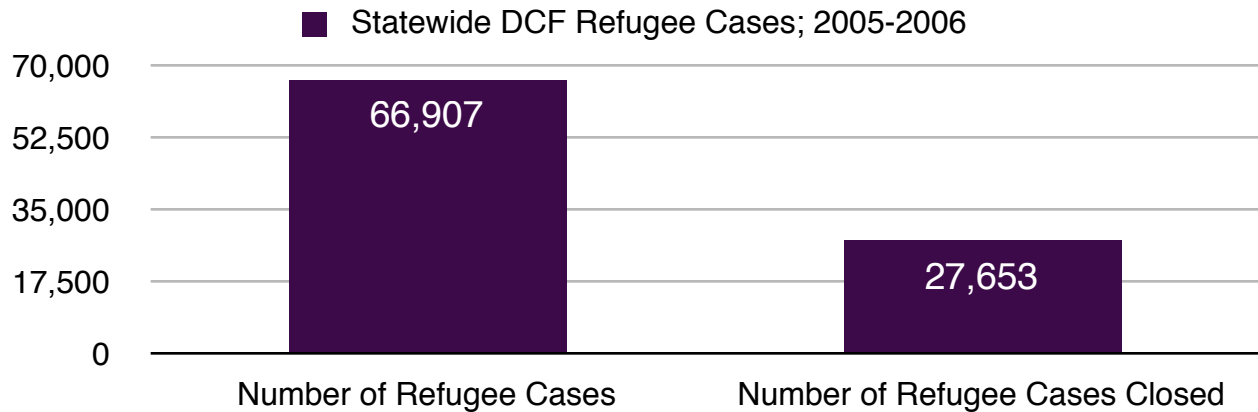 Statewide DCF Refugee Cases; 2005-2006
70,000
52,500
35,000
17,500
0
66,907
27,653
Number of Refugee Cases
Number of Refugee Cases Closed